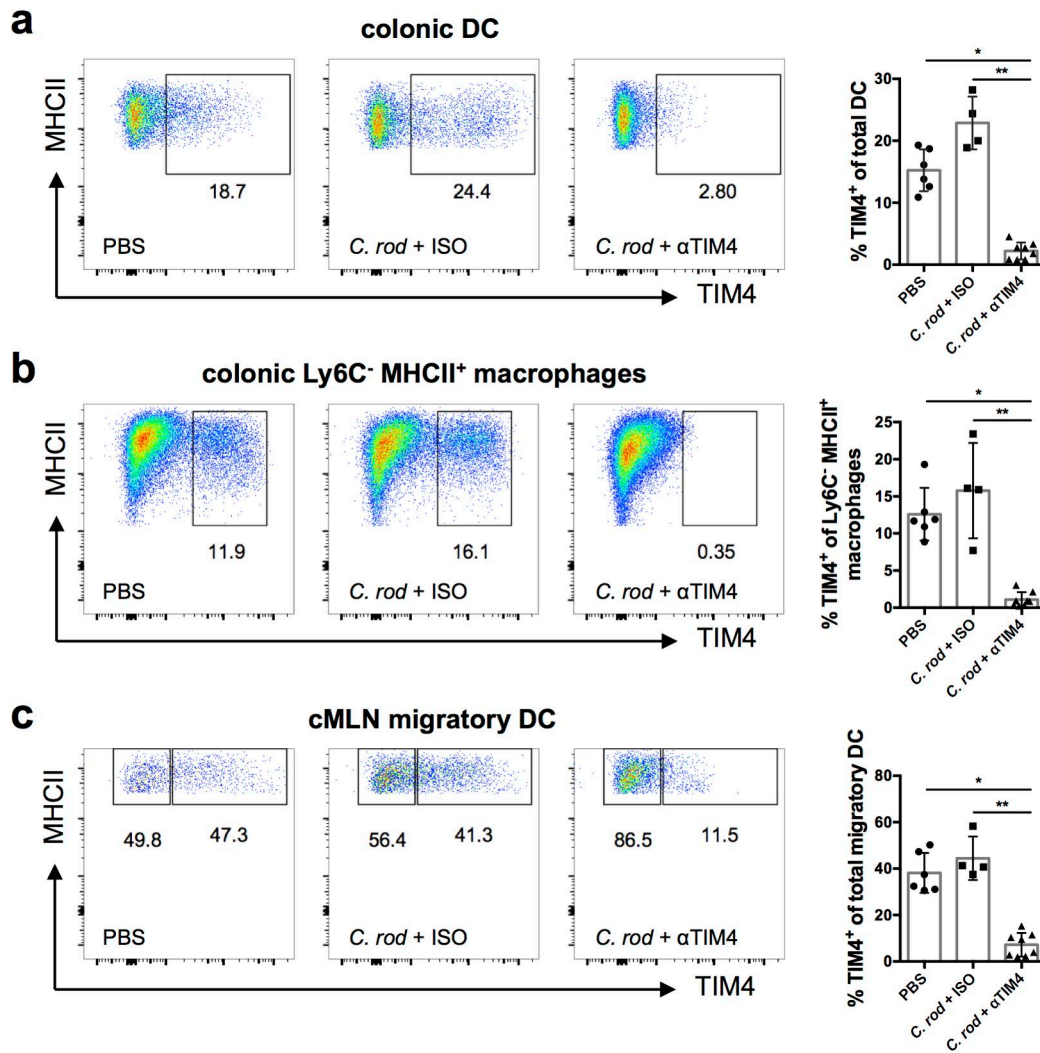 a
colonic DC
MHCII
18.7
PBS
24.4
C. rod + ISO
2.80
C. rod + αTIM4
TIM4
% TIM4⁺ of total DC
30
20
10
0
*
**
PBS
C. rod + ISO
C. rod + αTIM4
b
colonic Ly6C⁻ MHCII⁺ macrophages
MHCII
11.9
PBS
16.1
C. rod + ISO
0.35
C. rod + αTIM4
TIM4
% TIM4⁺ of Ly6C⁻ MHCII⁺
macrophages
25
20
15
10
5
0
*
**
PBS
C. rod + ISO
C. rod + αTIM4
c
cMLN migratory DC
MHCII
49.8 47.3
PBS
56.4 41.3
C. rod + ISO
86.5 11.5
C. rod + αTIM4
TIM4
% TIM4⁺ of total migratory DC
80
60
40
20
0
*
**
PBS
C. rod + ISO
C. rod + αTIM4